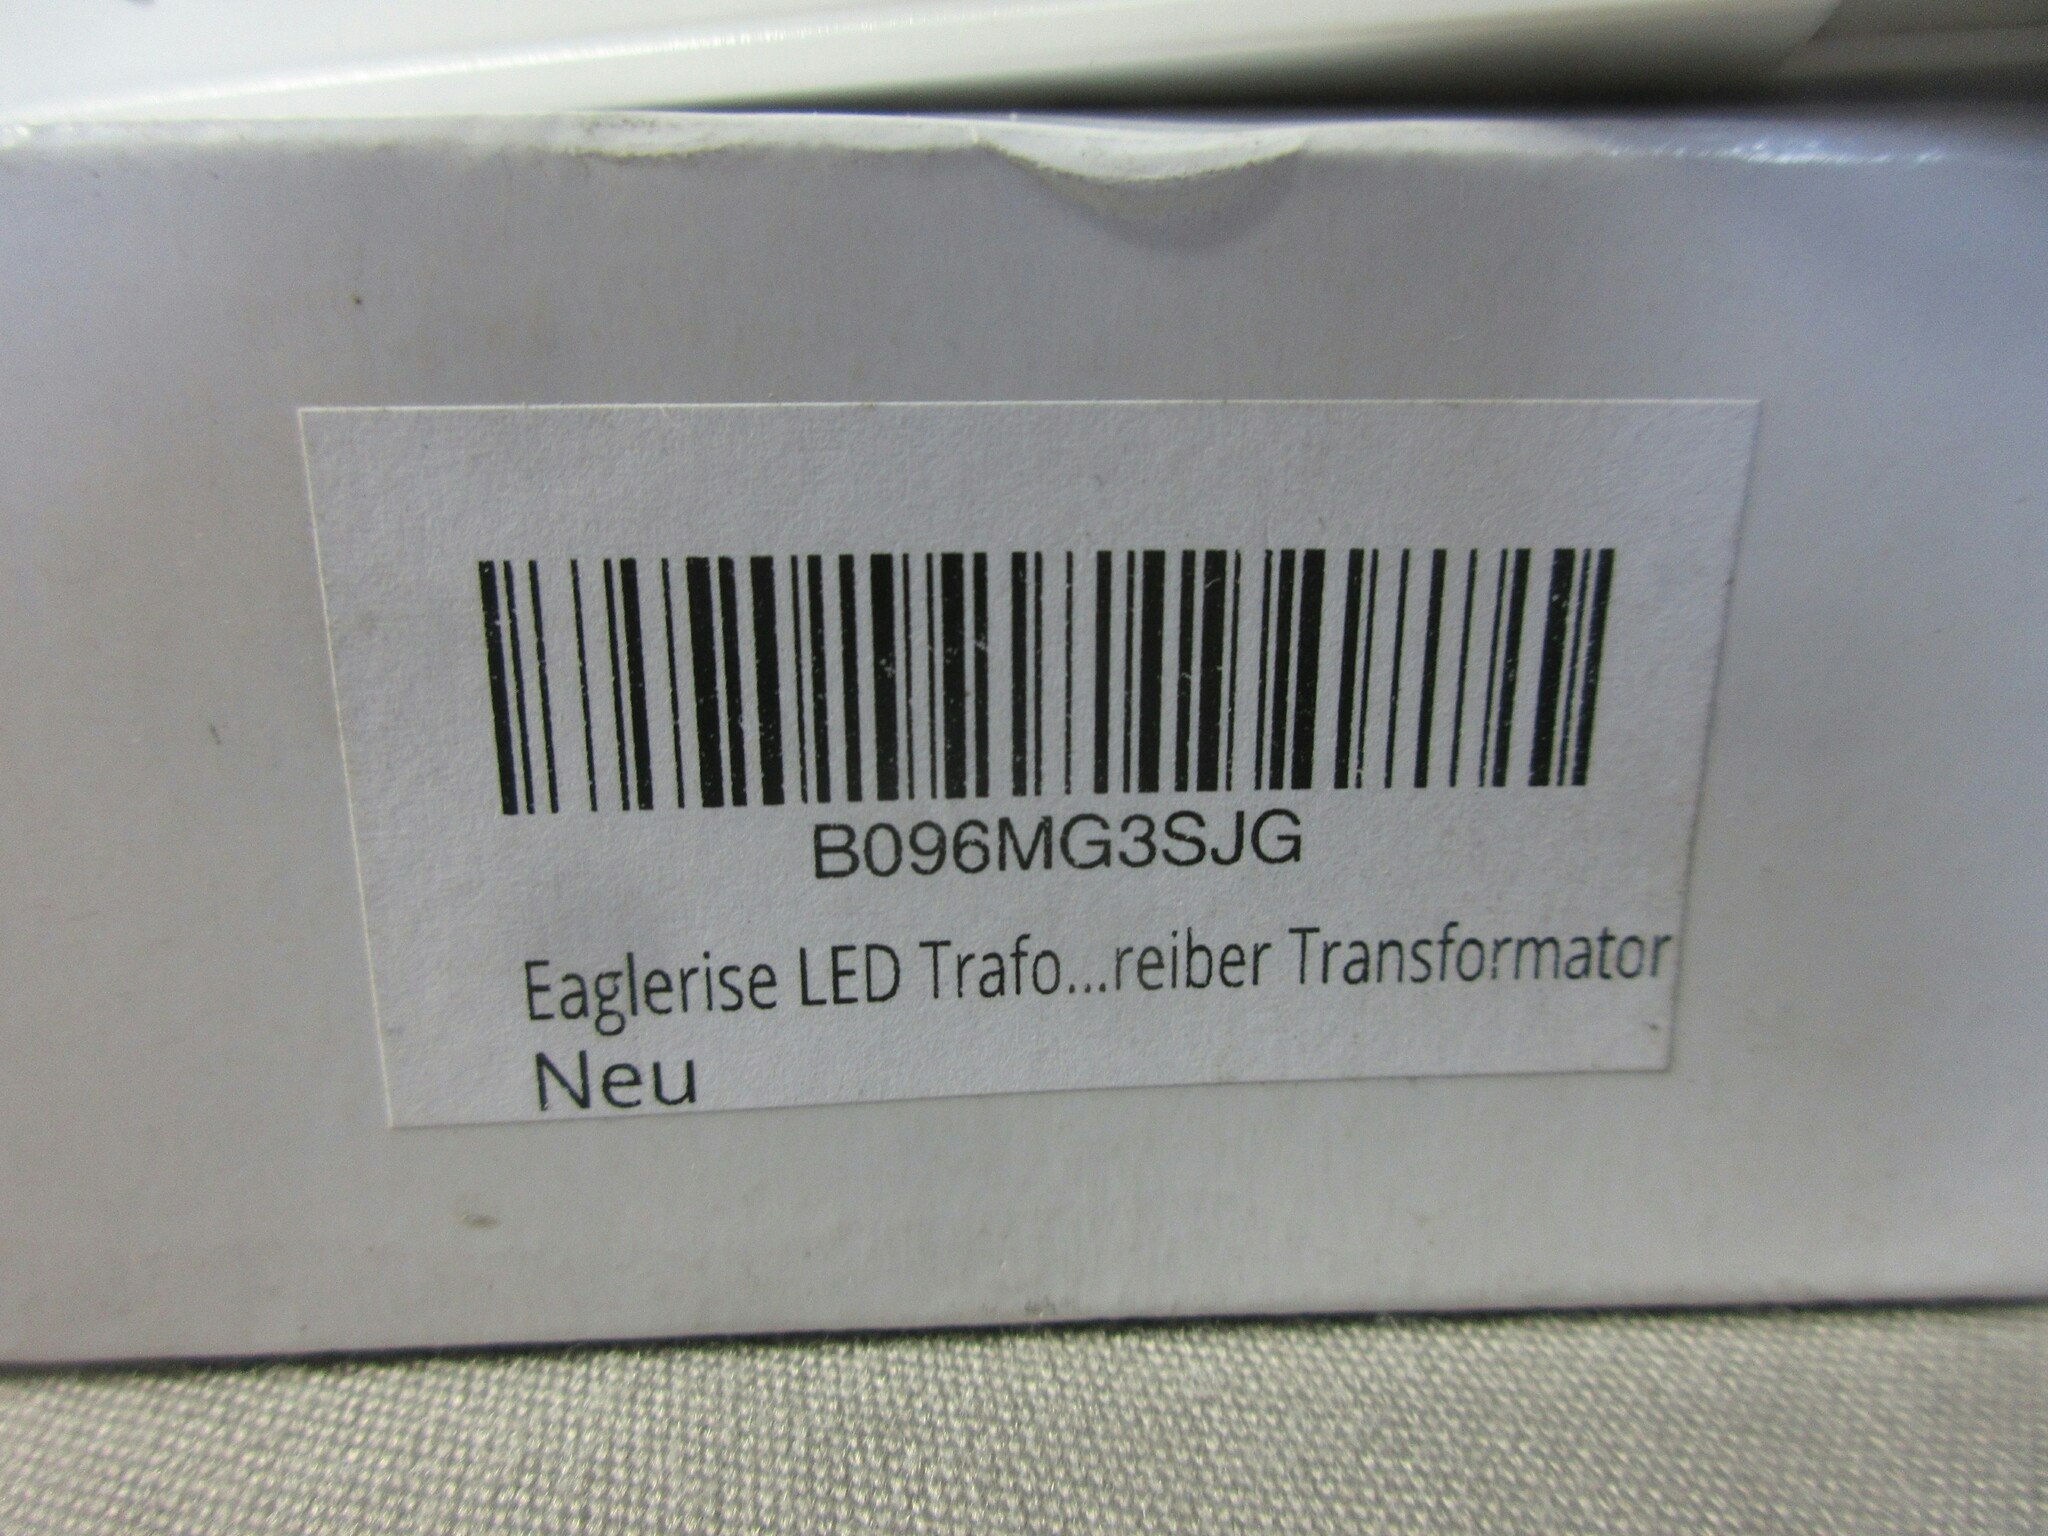 B096MG3SJG
Eaglerise LED Trafo...reiber Transformator
Neu